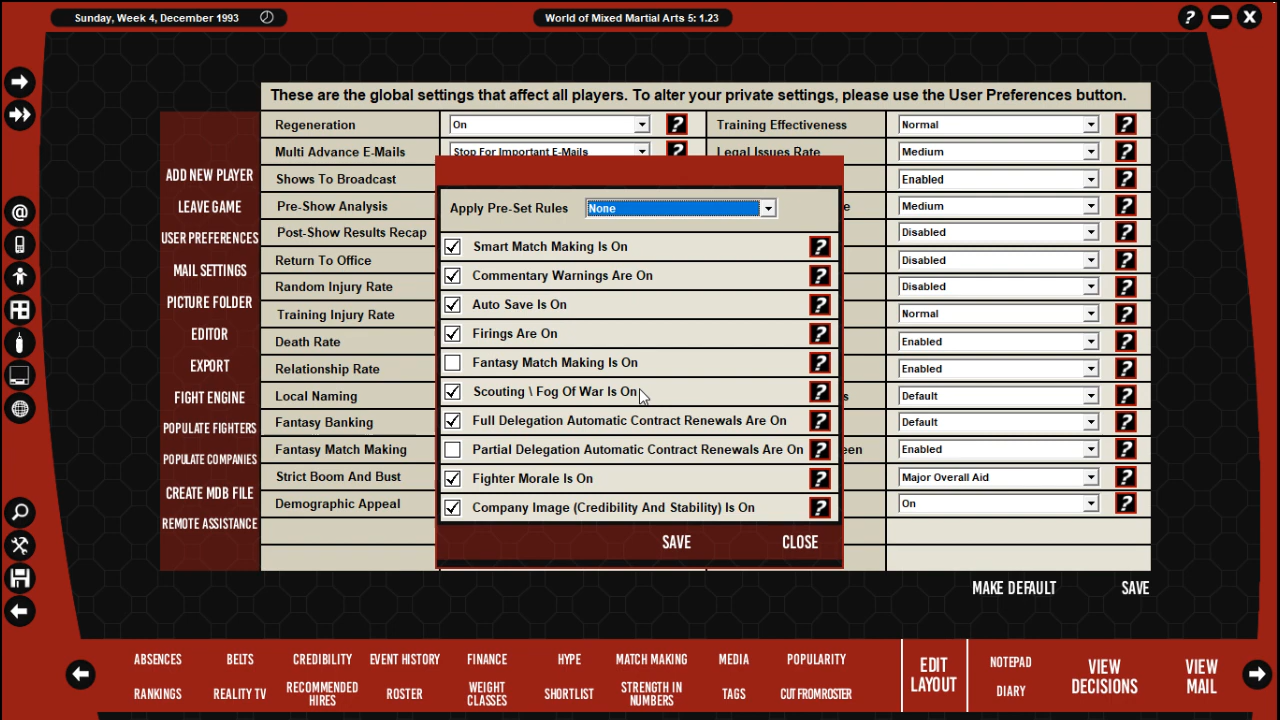 Sunday, Week 4, December 1993
World of Mixed Martial Arts 5: 1.23
?
These are the global settings that affect all players. To alter your private settings, please use the User Preferences button.
Regeneration
On
?
Training Effectiveness
Normal
?
Multi Advance E-Mails
Stop For Important E-Mails
?
Legal Issues Rate
Medium
?
Shows To Broadcast
Enabled
?
Pre-Show Analysis
Medium
?
Post-Show Results Recap
Disabled
?
Return To Office
Disabled
?
Random Injury Rate
Disabled
?
Training Injury Rate
Normal
?
Death Rate
Enabled
?
Relationship Rate
Enabled
?
Local Naming
Default
?
Fantasy Banking
Default
?
Fantasy Match Making
een
Enabled
?
Strict Boom And Bust
Major Overall Aid
?
Demographic Appeal
On
?
ADD NEW PLAYER
LEAVE GAME
USER PREFERENCES
MAIL SETTINGS
PICTURE FOLDER
EDITOR
EXPORT
FIGHT ENGINE
POPULATE FIGHTERS
POPULATE COMPANIES
CREATE MDB FILE
REMOTE ASSISTANCE
Apply Pre-Set Rules
None
Smart Match Making Is On
?
Commentary Warnings Are On
?
Auto Save Is On
?
Firings Are On
?
Fantasy Match Making Is On
?
Scouting \ Fog Of War Is On
?
Full Delegation Automatic Contract Renewals Are On
?
Partial Delegation Automatic Contract Renewals Are On
?
Fighter Morale Is On
?
Company Image (Credibility And Stability) Is On
?
SAVE
CLOSE
MAKE DEFAULT
SAVE
ABSENCES
BELTS
CREDIBILITY
EVENT HISTORY
FINANCE
HYPE
MATCH MAKING
MEDIA
POPULARITY
RANKINGS
REALITY TV
RECOMMENDED
HIRES
ROSTER
WEIGHT
CLASSES
SHORTLIST
STRENGTH IN
NUMBERS
TAGS
CUT FROM ROSTER
EDIT
LAYOUT
NOTEPAD
DIARY
VIEW
DECISIONS
VIEW
MAIL